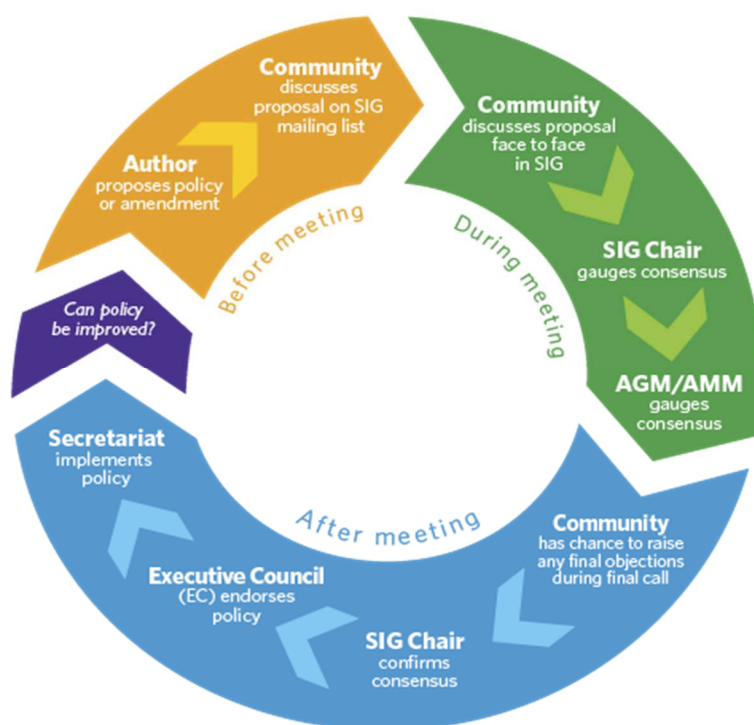 Author
proposes policy
or amendment
Community
discusses
proposal on SIG
mailing list
Before meeting
Community
discusses proposal
face to face
in SIG
SIG Chair
gauges consensus
AGM/AMM
gauges
consensus
During meeting
Community
has chance to raise
any final objections
during final call
SIG Chair
confirms
consensus
Executive Council
(EC) endorses
policy
Secretariat
implements
policy
After meeting
Can policy
be improved?